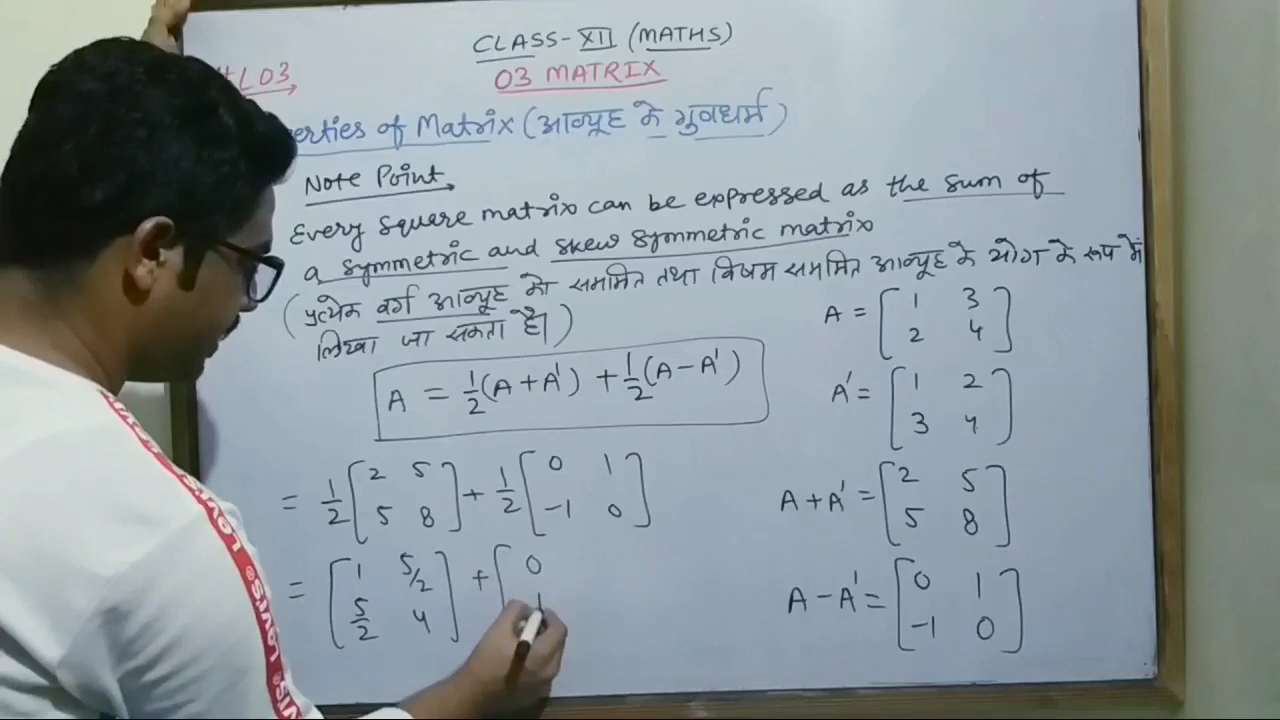 CLASS-XII (MATHS)
L03
03 MATRIX
erties of Matrix (आव्यूह के गुणधर्म)
Note Point
Every square matrix can be expressed as the sum of
a symmetric and skew symmetric matrix
(प्रत्येक वर्ग आव्यूह को सममित तथा विषम सममित आव्यूह के योग के रूप में
लिखा जा सकता है।)
A = 1/2(A+A') + 1/2(A-A')
= 1/2 [2 5
5 8] + 1/2 [0 1
-1 0]
= [1 5/2
5/2 4] + [0
A = [1 3
2 4]
A' = [1 2
3 4]
A+A' = [2 5
5 8]
A-A' = [0 1
-1 0]
LOVIS
LOVIS